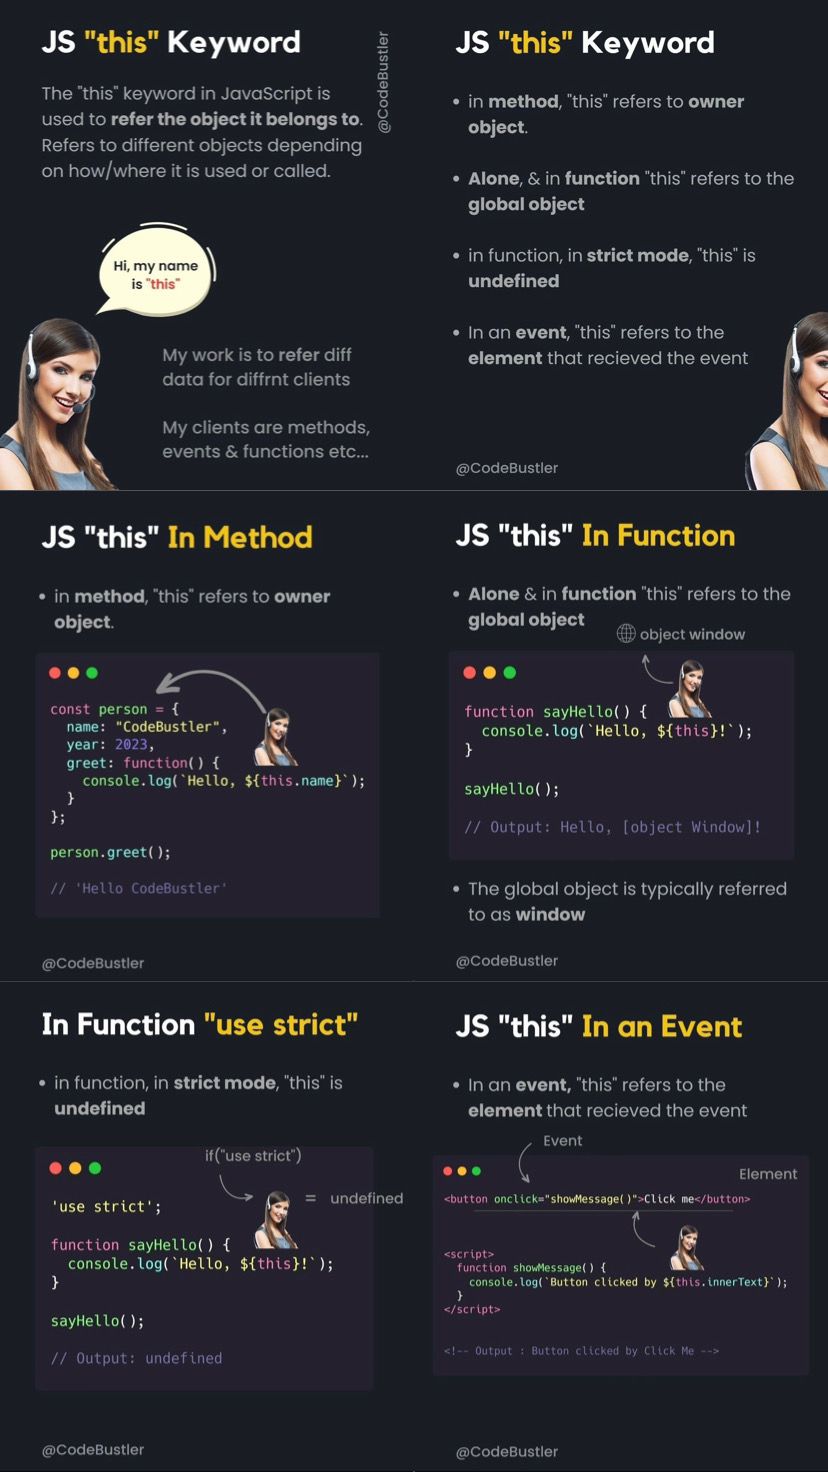 JS "this" Keyword
The "this" keyword in JavaScript is
used to refer the object it belongs to.
Refers to different objects depending
on how/where it is used or called.
@CodeBustler
Hi, my name
is "this"
My work is to refer diff
data for diffrnt clients
My clients are methods,
events & functions etc...
JS "this" Keyword
• in method, "this" refers to owner
object.
• Alone, & in function "this" refers to the
global object
• in function, in strict mode, "this" is
undefined
• In an event, "this" refers to the
element that recieved the event
@CodeBustler
JS "this" In Method
• in method, "this" refers to owner
object.
const person = {
name: "CodeBustler",
year: 2023,
greet: function() {
console.log(`Hello, ${this.name}`);
}
};
person.greet();
// 'Hello CodeBustler'
@CodeBustler
JS "this" In Function
• Alone & in function "this" refers to the
global object
object window
function sayHello() {
console.log(`Hello, ${this}!`);
}
sayHello();
// Output: Hello, [object Window]!
• The global object is typically referred
to as window
@CodeBustler
In Function "use strict"
• in function, in strict mode, "this" is
undefined
if("use strict")
= undefined
'use strict';
function sayHello() {
console.log(`Hello, ${this}!`);
}
sayHello();
// Output: undefined
@CodeBustler
JS "this" In an Event
• In an event, "this" refers to the
element that recieved the event
Event
Element
<button onclick="showMessage()">Click me</button>
<script>
function showMessage() {
console.log(`Button clicked by ${this.innerText}`);
}
</script>
<!-- Output : Button clicked by Click Me -->
@CodeBustler